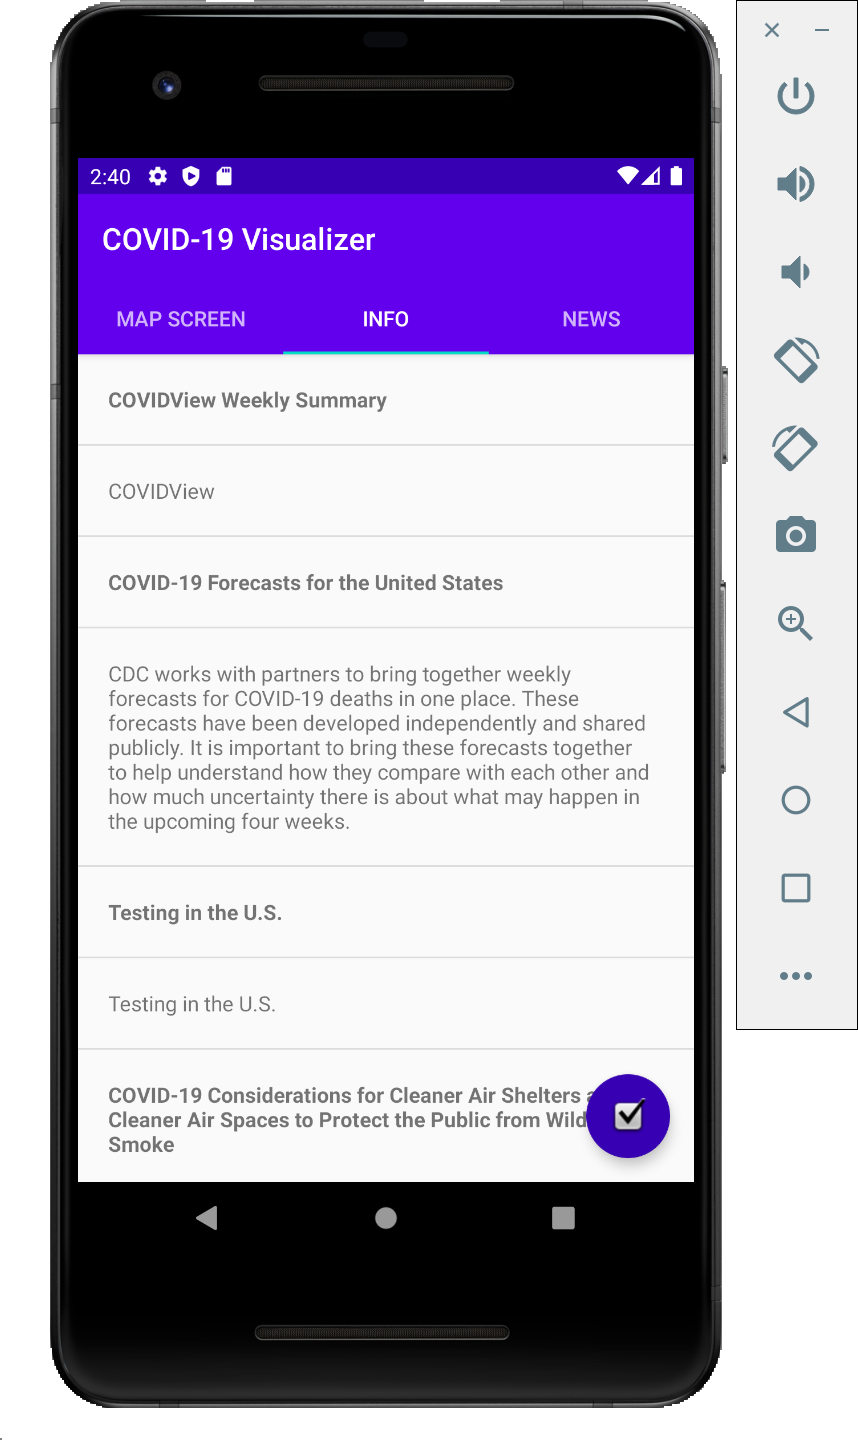 2:40
COVID-19 Visualizer
MAP SCREEN INFO NEWS
COVIDView Weekly Summary
COVIDView
COVID-19 Forecasts for the United States
CDC works with partners to bring together weekly
forecasts for COVID-19 deaths in one place. These
forecasts have been developed independently and shared
publicly. It is important to bring these forecasts together
to help understand how they compare with each other and
how much uncertainty there is about what may happen in
the upcoming four weeks.
Testing in the U.S.
Testing in the U.S.
COVID-19 Considerations for Cleaner Air Shelters
Cleaner Air Spaces to Protect the Public from Wild
Smoke